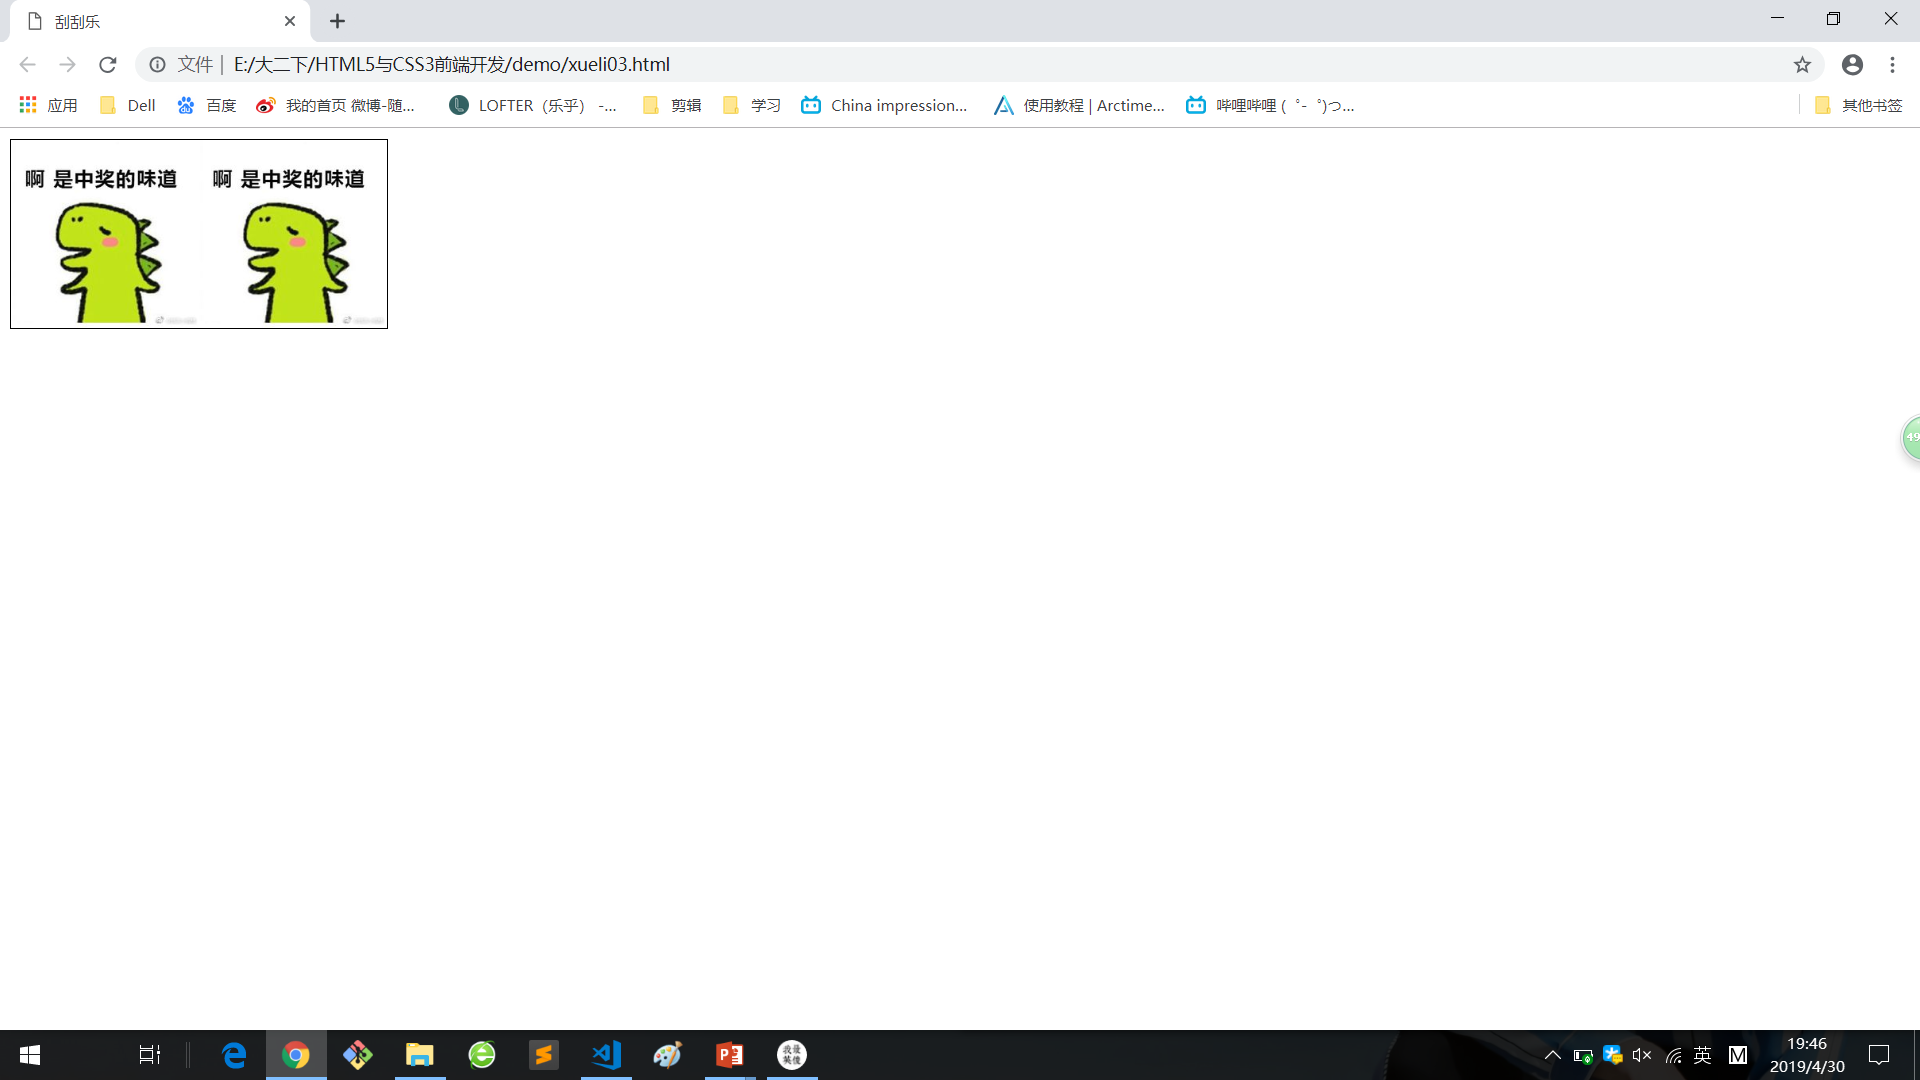 刮刮乐
文件 | E:/大二下/HTML5与CSS3前端开发/demo/xueli03.html
应用 Dell 百度 我的首页 微博-随... LOFTER（乐乎） -... 剪辑 学习 China impression... 使用教程 | Arctime... 哔哩哔哩 ( ゜- ゜)つ... 其他书签
啊 是中奖的味道 啊 是中奖的味道
49
英 M
19:46
2019/4/30